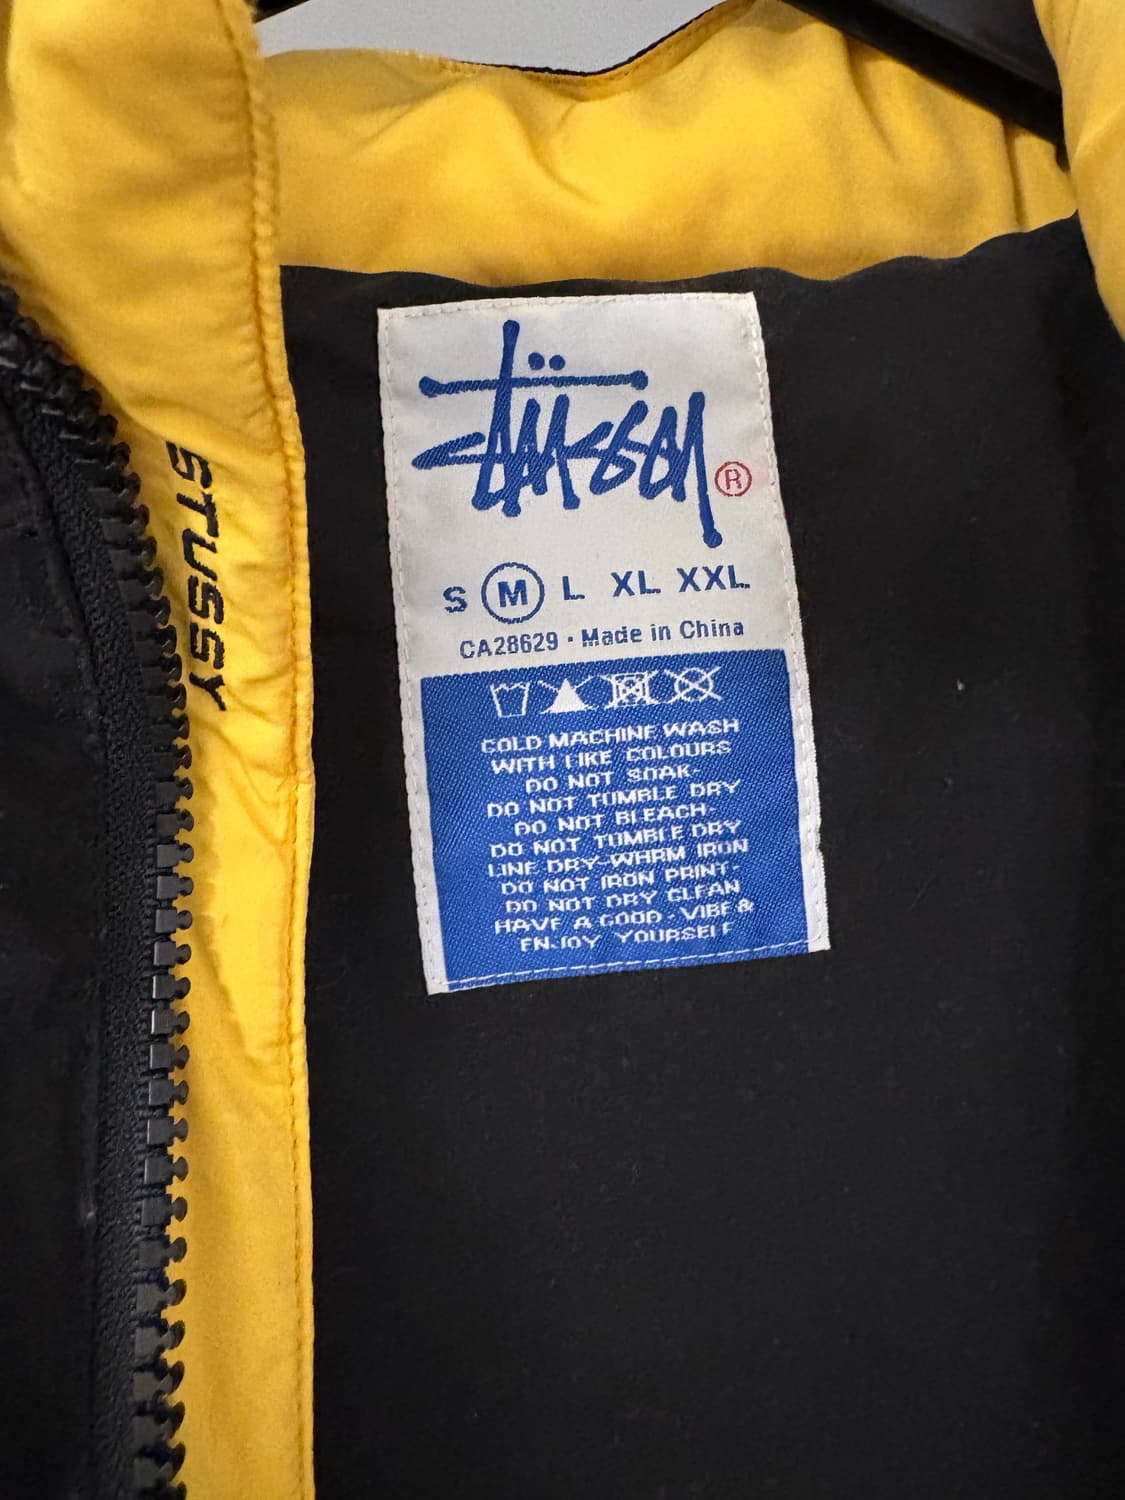 STUSSY
Stüssy ®
S M L XL XXL
CA28629 · Made in China
COLD MACHINE WASH
WITH LIKE COLOURS
DO NOT SOAK-
DO NOT TUMBLE DRY
DO NOT BLEACH-
DO NOT TUMBLE DRY
LINE DRY-WARM IRON
DO NOT IRON PRINT-
DO NOT DRY CLEAN
HAVE A GOOD - VIBE &
ENJOY YOURSELF